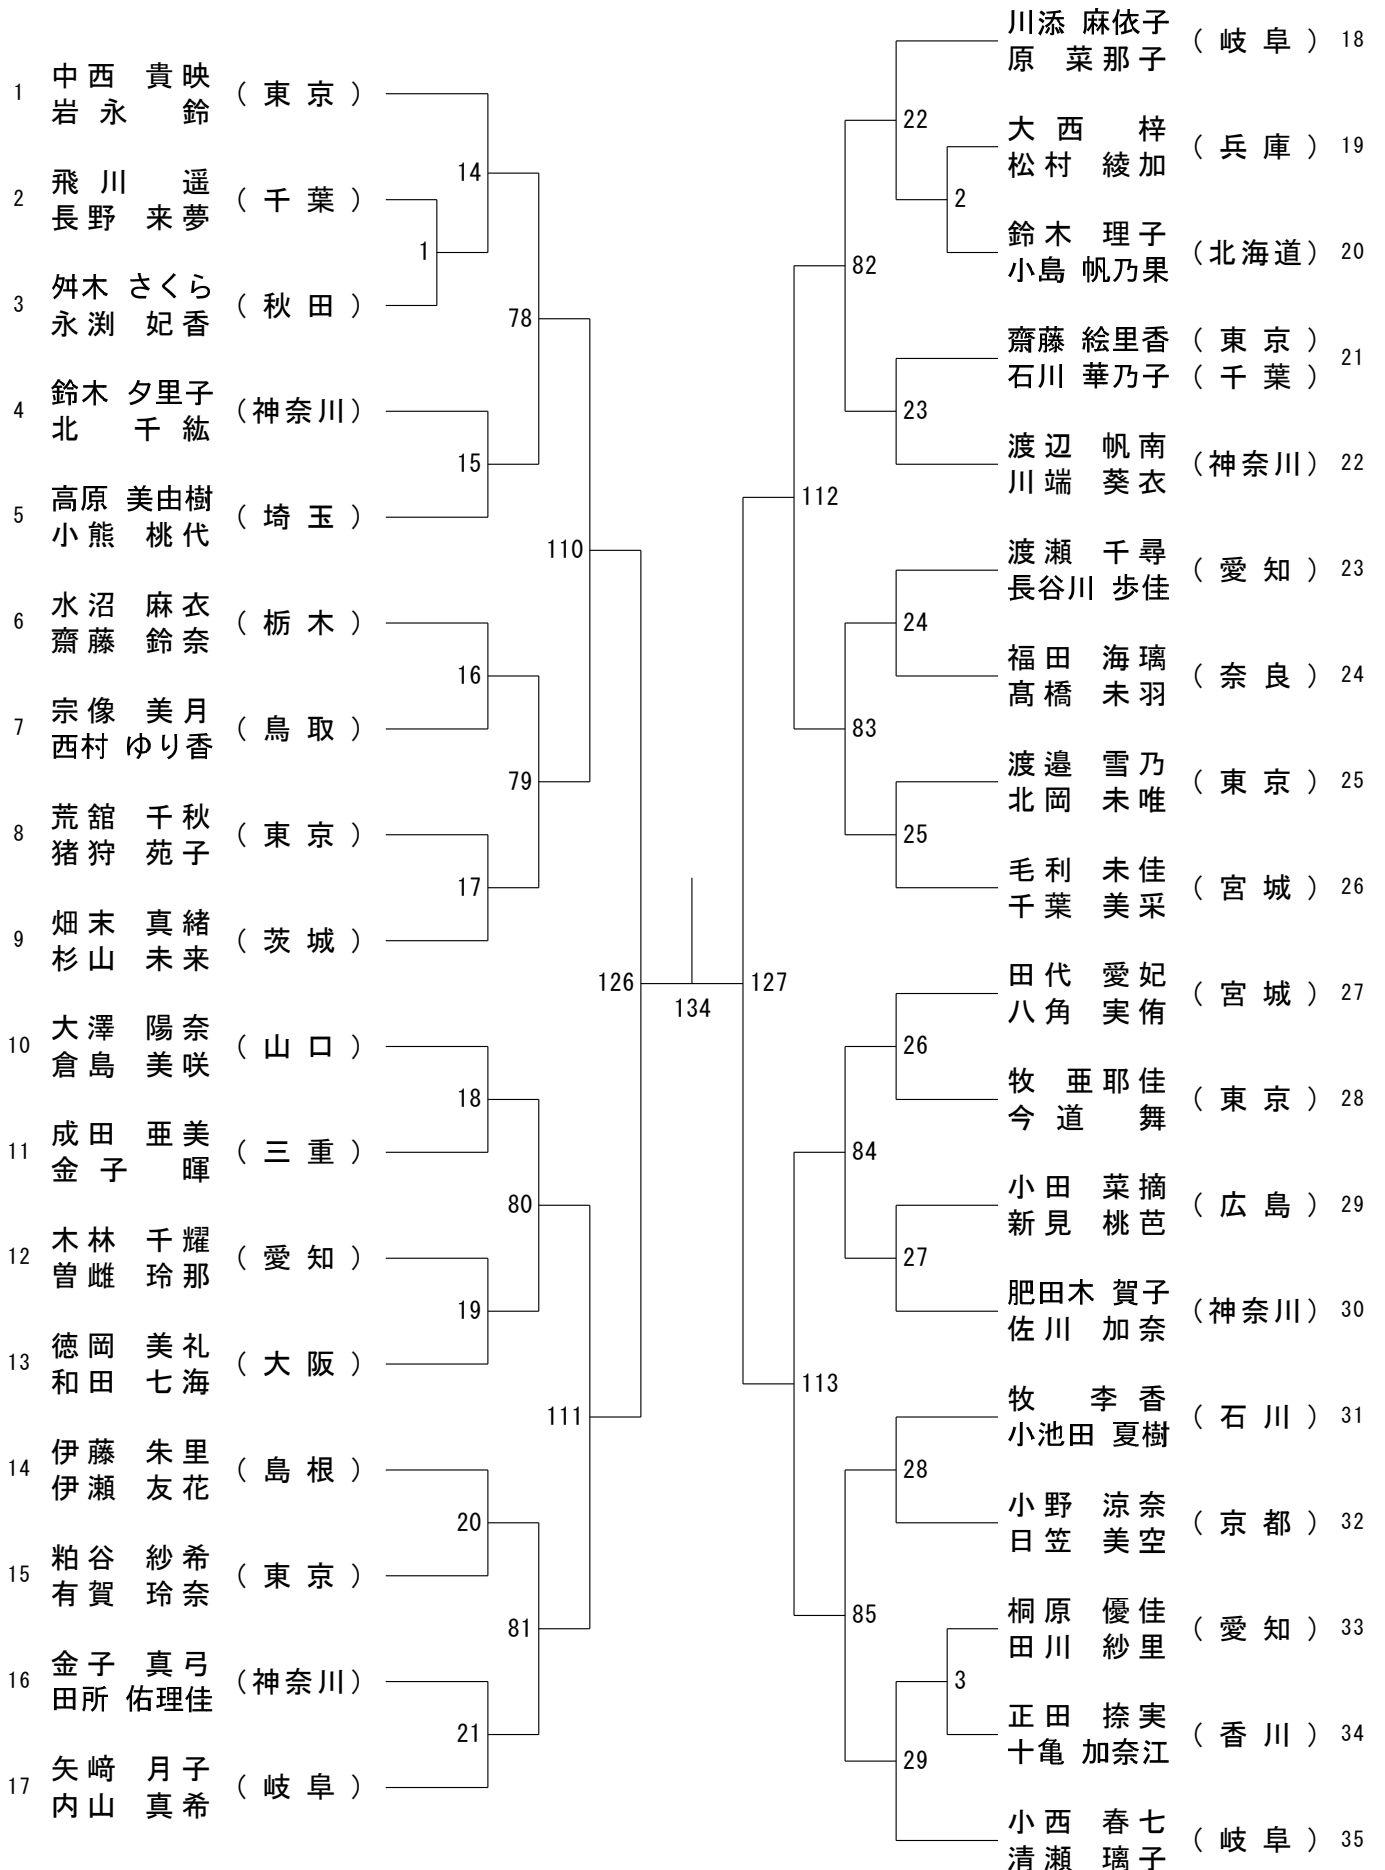 1 中西 貴映 (東京)
岩永 鈴
2 飛川 遥 (千葉)
長野 来夢
3 舛木 さくら (秋田)
永渕 妃香
4 鈴木 夕里子 (神奈川)
北 千紘
5 高原 美由樹 (埼玉)
小熊 桃代
6 水沼 麻衣 (栃木)
齋藤 鈴奈
7 宗像 美月 (鳥取)
西村 ゆり香
8 荒舘 千秋 (東京)
猪狩 苑子
9 畑末 真緒 (茨城)
杉山 未来
10 大澤 陽奈 (山口)
倉島 美咲
11 成田 亜美 (三重)
金子 暉
12 木林 千耀 (愛知)
曽雌 玲那
13 徳岡 美礼 (大阪)
和田 七海
14 伊藤 朱里 (島根)
伊瀬 友花
15 粕谷 紗希 (東京)
有賀 玲奈
16 金子 真弓 (神奈川)
田所 佑理佳
17 矢﨑 月子 (岐阜)
内山 真希
14
1
78
15
110
16
79
17
126
18
80
19
111
20
81
21
134
127
22
2
82
23
112
24
83
25
26
84
27
113
28
85
3
29
川添 麻依子 (岐阜) 18
原 菜那子
大西 梓 (兵庫) 19
松村 綾加
鈴木 理子 (北海道) 20
小島 帆乃果
齋藤 絵里香 (東京) 21
石川 華乃子 (千葉)
渡辺 帆南 (神奈川) 22
川端 葵衣
渡瀬 千尋 (愛知) 23
長谷川 歩佳
福田 海璃 (奈良) 24
髙橋 未羽
渡邉 雪乃 (東京) 25
北岡 未唯
毛利 未佳 (宮城) 26
千葉 美采
田代 愛妃 (宮城) 27
八角 実侑
牧 亜耶佳 (東京) 28
今道 舞
小田 菜摘 (広島) 29
新見 桃芭
肥田木 賀子 (神奈川) 30
佐川 加奈
牧 李香 (石川) 31
小池田 夏樹
小野 涼奈 (京都) 32
日笠 美空
桐原 優佳 (愛知) 33
田川 紗里
正田 捺実 (香川) 34
十亀 加奈江
小西 春七 (岐阜) 35
清瀬 璃子